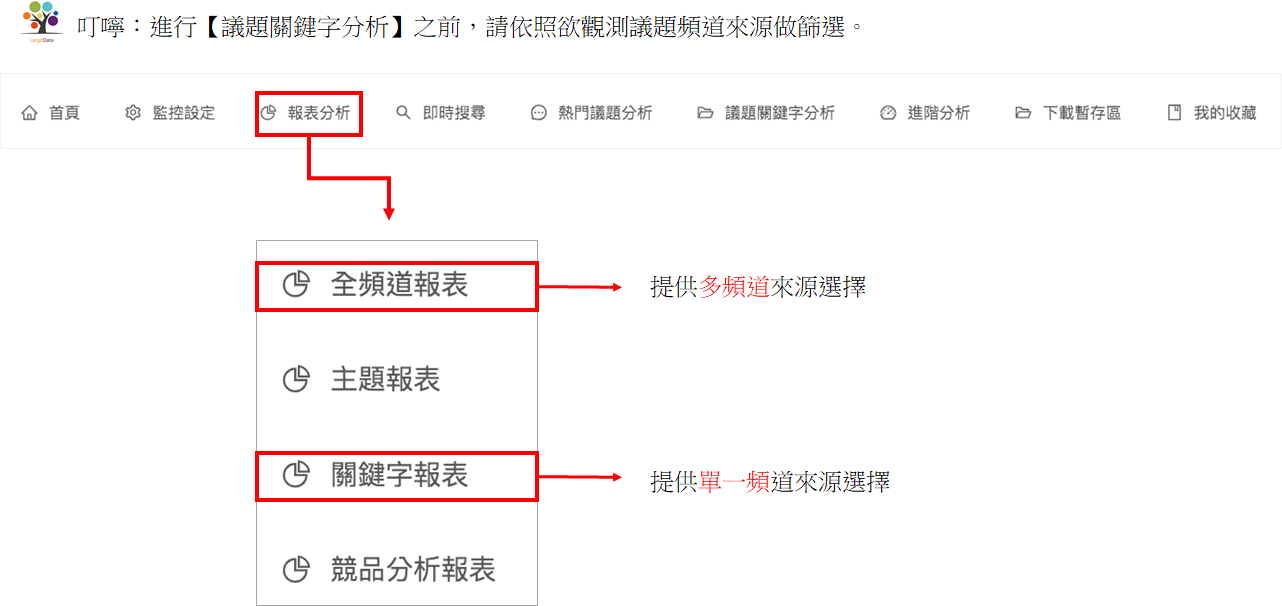 叮嚀：進行【議題關鍵字分析】之前，請依照欲觀測議題頻道來源做篩選。
LargitData
首頁 監控設定 報表分析 即時搜尋 熱門議題分析 議題關鍵字分析 進階分析 下載暫存區 我的收藏
全頻道報表 提供多頻道來源選擇
主題報表
關鍵字報表 提供單一頻道來源選擇
競品分析報表